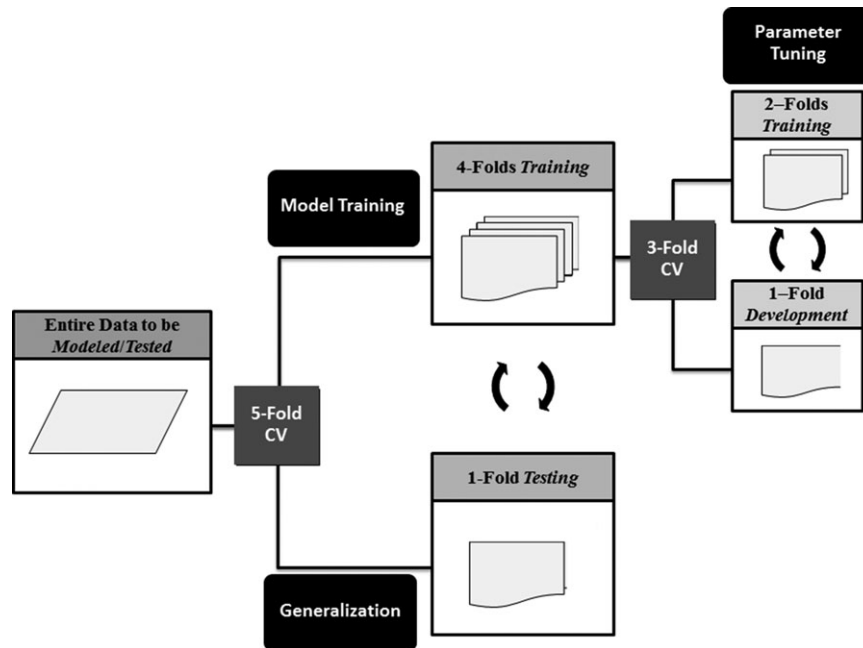 Parameter
Tuning
2–Folds
Training
4-Folds Training
Model Training
3-Fold
CV
1–Fold
Development
Entire Data to be
Modeled/Tested
5-Fold
CV
1-Fold Testing
Generalization